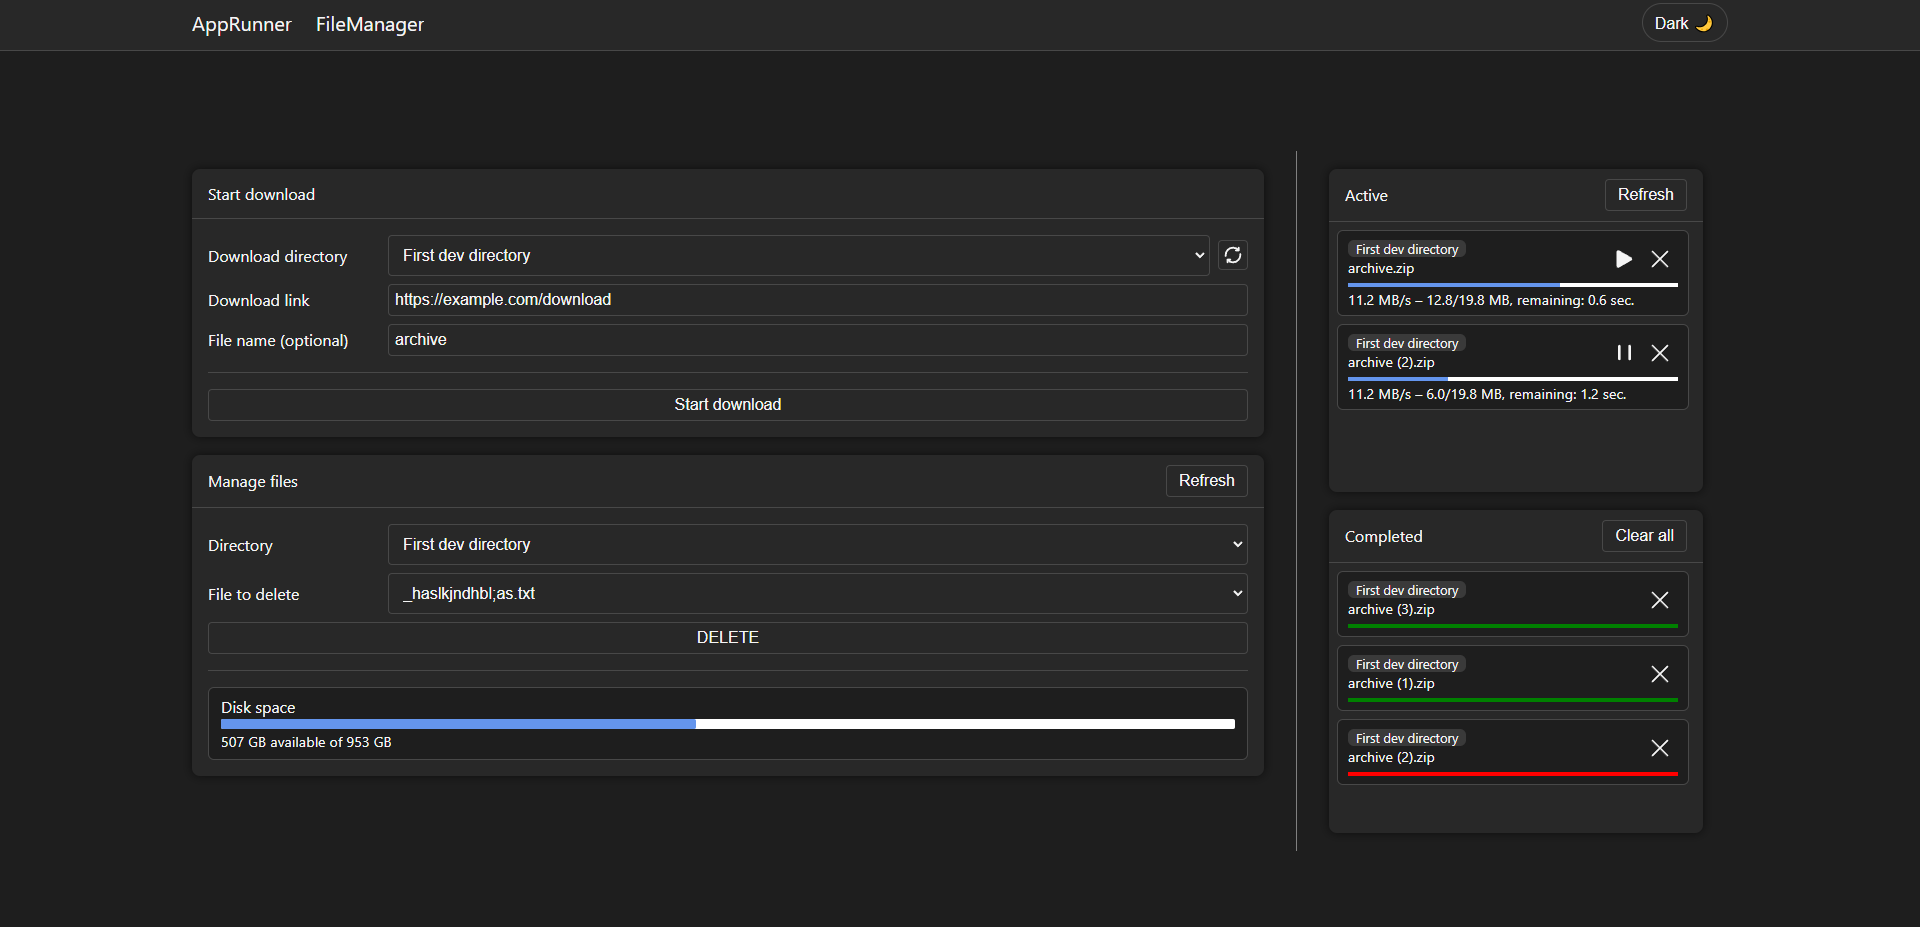 AppRunner FileManager Dark
Start download
Download directory First dev directory
Download link https://example.com/download
File name (optional) archive
Start download
Manage files Refresh
Directory First dev directory
File to delete _haslkjndhbl;as.txt
DELETE
Disk space
507 GB available of 953 GB
Active Refresh
First dev directory
archive.zip
11.2 MB/s – 12.8/19.8 MB, remaining: 0.6 sec.
First dev directory
archive (2).zip
11.2 MB/s – 6.0/19.8 MB, remaining: 1.2 sec.
Completed Clear all
First dev directory
archive (3).zip
First dev directory
archive (1).zip
First dev directory
archive (2).zip